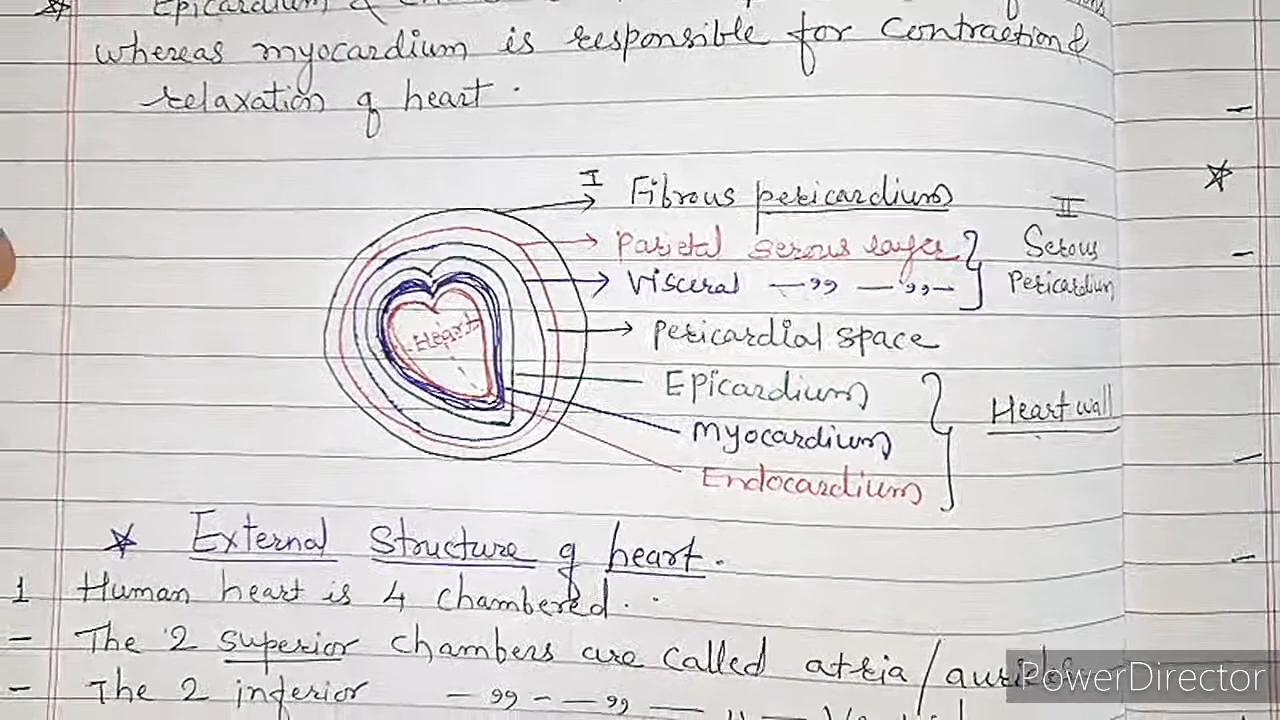 Epicardium &
whereas myocardium is responsible for contraction &
relaxation of heart.
I Fibrous pericardium
II
Parietal serous layer
Serous
Visceral —,,— —,,—
Pericardium
Pericardial space
Epicardium
Heart wall
Myocardium
Endocardium
Heart
* External structure of heart.
1 Human heart is 4 chambered.
- The 2 superior chambers are called atria/auricles
- The 2 inferior —,,— —,,—
PowerDirector